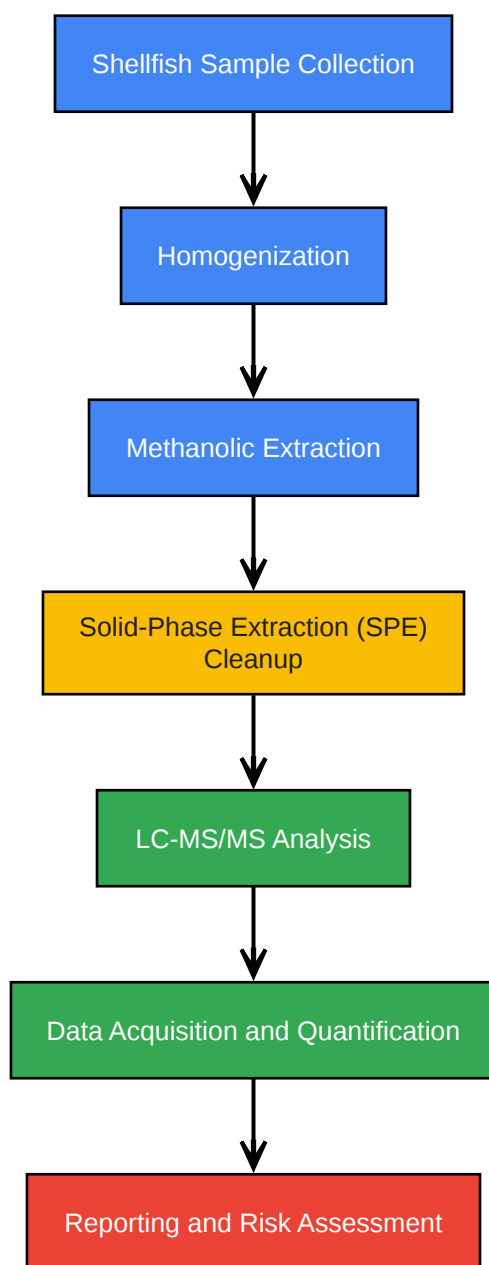 Shellfish Sample Collection
Homogenization
Methanolic Extraction
Solid-Phase Extraction (SPE)
Cleanup
LC-MS/MS Analysis
Data Acquisition and Quantification
Reporting and Risk Assessment